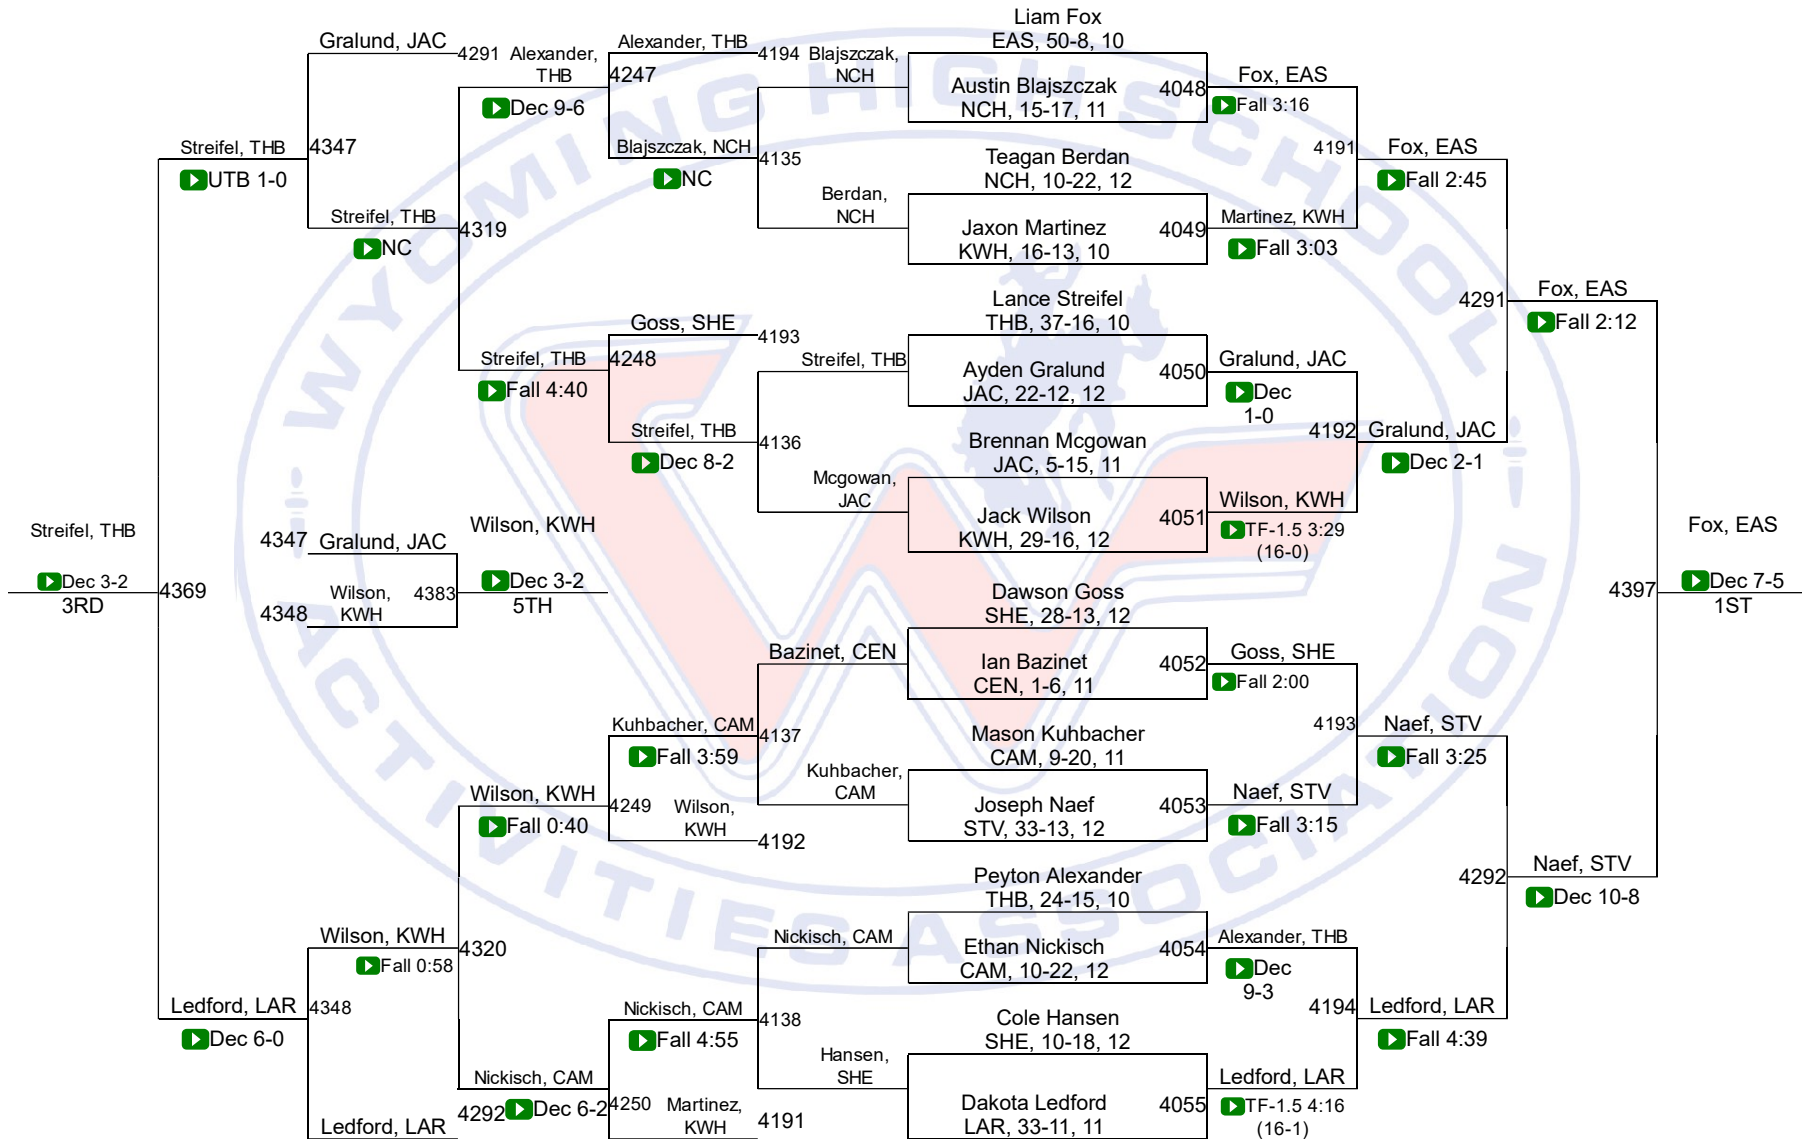 WYOMING HIGH SCHOOL
ACTIVITIES ASSOCIATION
Gralund, JAC
4291
Streifel, THB
4347
UTB 1-0
Streifel, THB
4319
NC
Alexander,
THB
4247
Dec 9-6
Alexander, THB
4194
Blajszczak, NCH
4135
NC
Blajszczak,
NCH
Berdan,
NCH
Streifel, THB
4248
Fall 4:40
Goss, SHE
4193
Streifel, THB
4136
Dec 8-2
Streifel, THB
Mcgowan,
JAC
Streifel, THB
Dec 3-2
3RD
4369
4347
Gralund, JAC
4348
Wilson,
KWH
4383
Wilson, KWH
Dec 3-2
5TH
Bazinet, CEN
Kuhbacher, CAM
4137
Fall 3:59
Kuhbacher,
CAM
Wilson, KWH
4249
Fall 0:40
Wilson,
KWH
4192
Wilson, KWH
4320
Fall 0:58
Ledford, LAR
4348
Dec 6-0
Nickisch, CAM
Nickisch, CAM
4138
Fall 4:55
Hansen,
SHE
Nickisch, CAM
4250
Dec 6-2
Martinez,
KWH
4191
4292
Ledford, LAR
Liam Fox
EAS, 50-8, 10
Austin Blajszczak
NCH, 15-17, 11
4048
Fox, EAS
Fall 3:16
Teagan Berdan
NCH, 10-22, 12
Jaxon Martinez
KWH, 16-13, 10
4049
Martinez, KWH
Fall 3:03
4191
Fox, EAS
Fall 2:45
Lance Streifel
THB, 37-16, 10
Ayden Gralund
JAC, 22-12, 12
4050
Gralund, JAC
Dec
1-0
Brennan Mcgowan
JAC, 5-15, 11
Jack Wilson
KWH, 29-16, 12
4051
Wilson, KWH
TF-1.5 3:29
(16-0)
4192
Gralund, JAC
Dec 2-1
4291
Fox, EAS
Fall 2:12
Dawson Goss
SHE, 28-13, 12
Ian Bazinet
CEN, 1-6, 11
4052
Goss, SHE
Fall 2:00
Mason Kuhbacher
CAM, 9-20, 11
Joseph Naef
STV, 33-13, 12
4053
Naef, STV
Fall 3:15
4193
Naef, STV
Fall 3:25
Peyton Alexander
THB, 24-15, 10
Ethan Nickisch
CAM, 10-22, 12
4054
Alexander, THB
Dec
9-3
Cole Hansen
SHE, 10-18, 12
Dakota Ledford
LAR, 33-11, 11
4055
Ledford, LAR
TF-1.5 4:16
(16-1)
4194
Ledford, LAR
Fall 4:39
4292
Naef, STV
Dec 10-8
4397
Fox, EAS
Dec 7-5
1ST